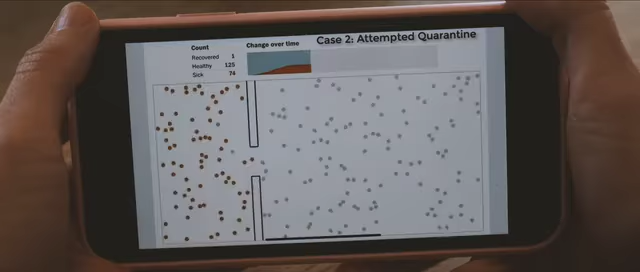 Case 2: Attempted Quarantine
Count
Change over time
Recovered 1
Healthy 125
Sick 74